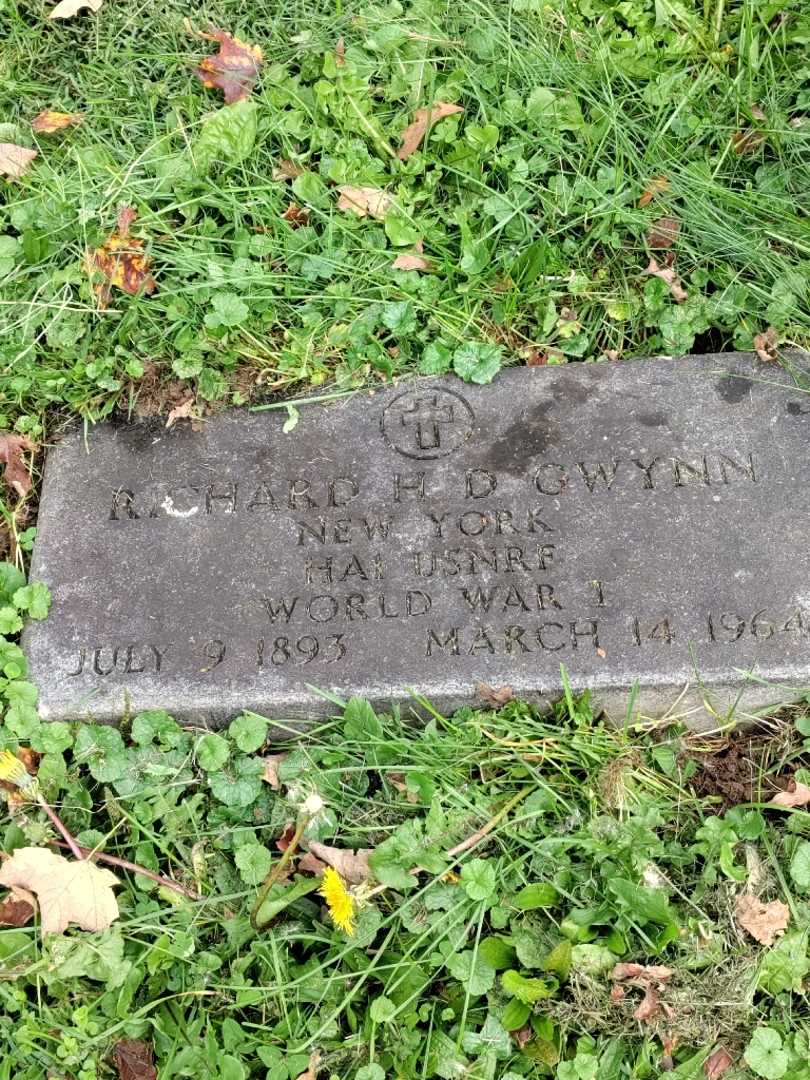 RICHARD H D GWYNN
NEW YORK
HA1 USNRF
WORLD WAR I
JULY 9 1893 MARCH 14 1964